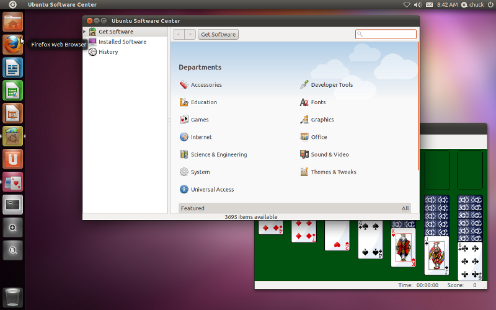 Ubuntu Software Center
8:42 AM chuck
Ubuntu Software Center
Get Software
Installed Software
History
Get Software
Firefox Web Browser
Departments
Accessories
Developer Tools
Education
Fonts
Games
Graphics
Internet
Office
Science & Engineering
Sound & Video
System
Themes & Tweaks
Universal Access
Featured
All
3695 items available
Time: 00:00:00 Score: 0